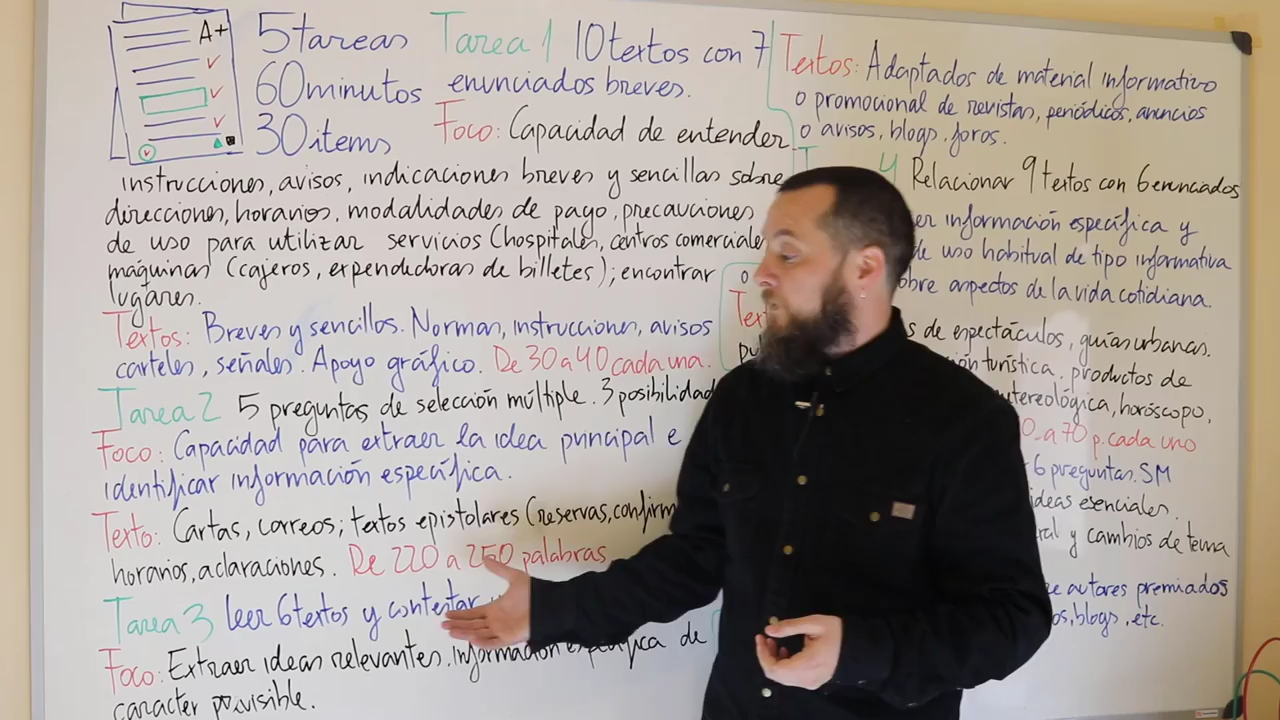 A+
5 tareas
60 minutos
30 items
Tarea 1 10 textos con 7
enunciados breves.
Foco: Capacidad de entender
instrucciones, avisos, indicaciones breves y sencillas sobre
direcciones, horarios, modalidades de pago, precauciones
de uso para utilizar servicios (hospitales, centros comerciale
máquinas (cajeros, expendedoras de billetes); encontrar
lugares.
Textos: Breves y sencillos. Normas, instrucciones, avisos
carteles, señales. Apoyo gráfico. De 30 a 40 cada una.
Tarea 2 5 preguntas de selección múltiple. 3 posibilidad
Foco: Capacidad para extraer la idea principal e
identificar información específica.
Texto: Cartas, correos; textos epistolares (reservas, confirm
horarios, aclaraciones. De 220 a 250 palabras
Tarea 3 leer 6 textos y contestar
Foco: Extraer ideas relevantes, información específica de
caracter
Textos: Adaptados de material informativo
o promocional de revistas, periódicos, anuncios
o avisos, blogs, foros.
4 Relacionar 9 textos con 6 enunciados
er información específica y
de uso habitual de tipo informativa
obre aspectos de la vida cotidiana.
s de espectáculos, guías urbanas.
ón turística, productos de
horóscopo,
0 a 70 p. cada uno
6 preguntas. SM
ideas esenciales.
ral y cambios de tema
autores premiados
os, blogs, etc.